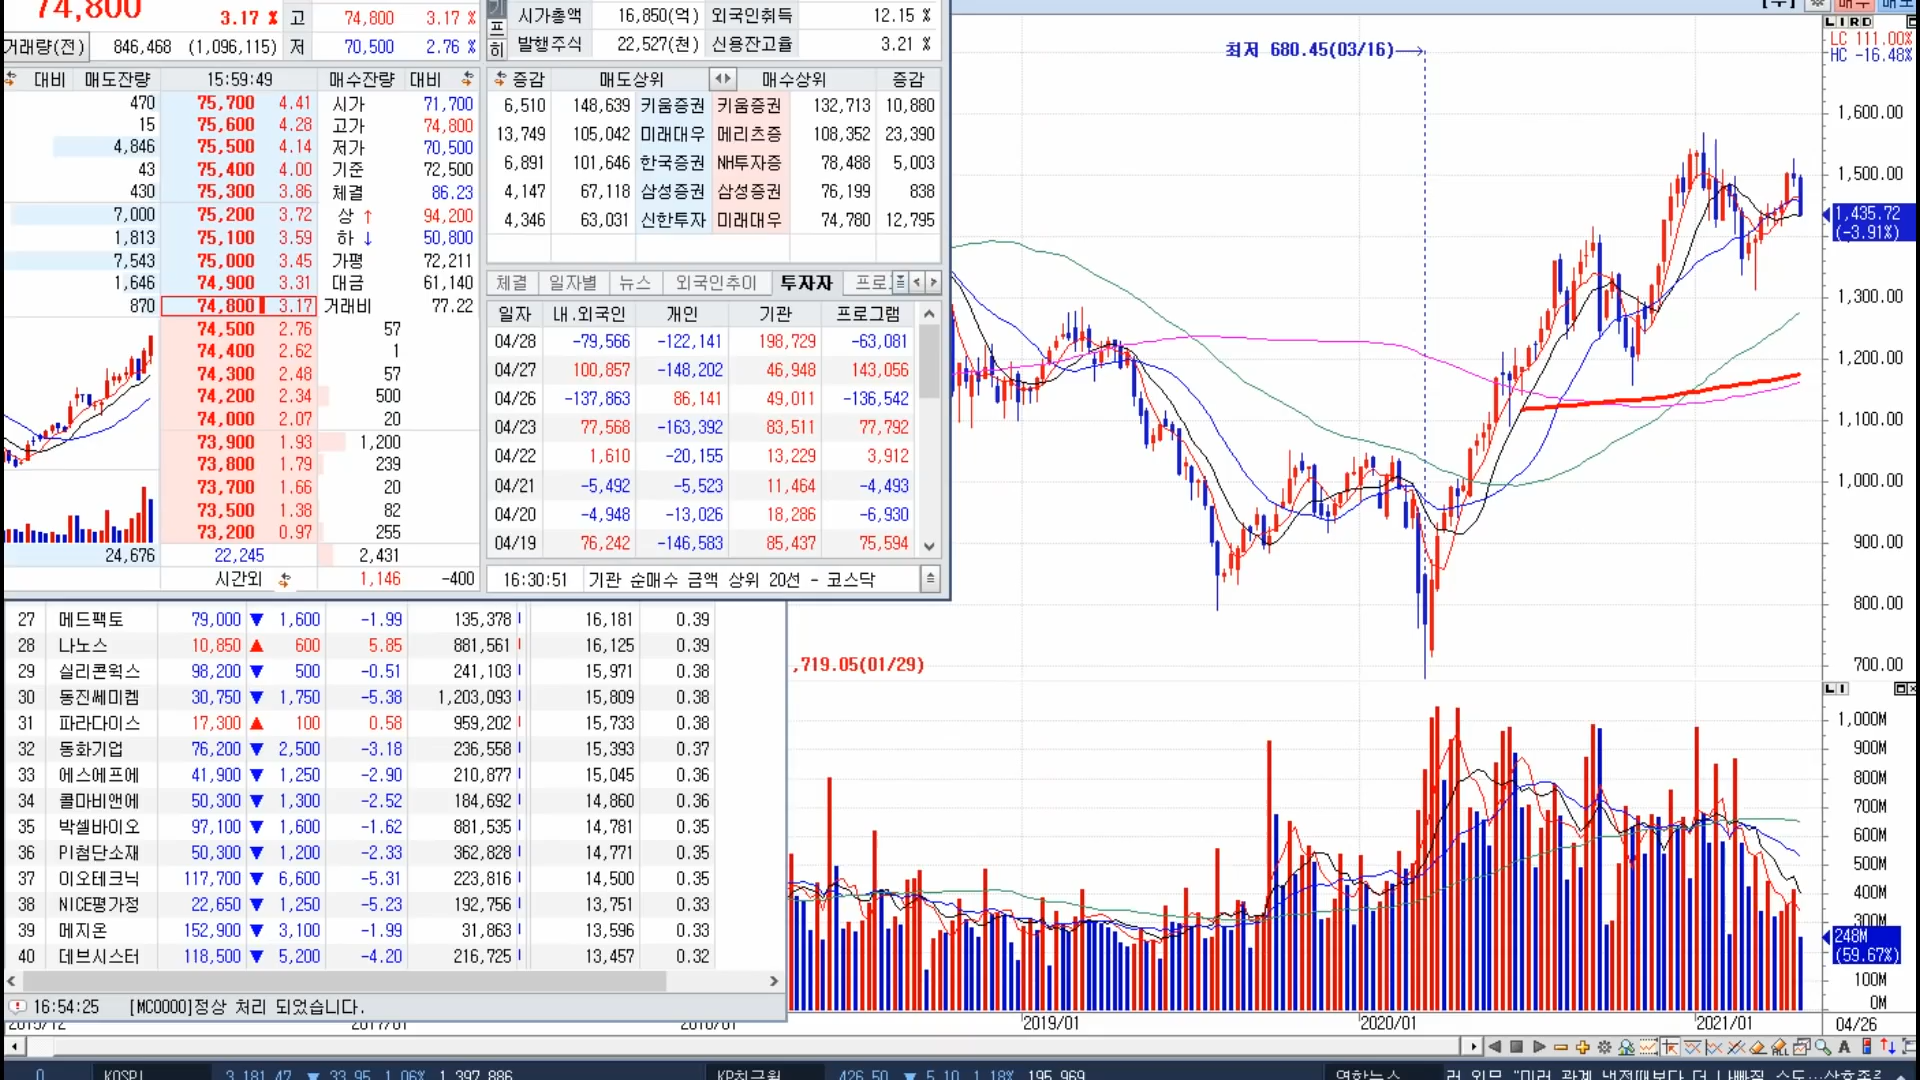 74,800 3.17 % 고 74,800 3.17 %
거래량(전) 846,468 (1,096,115) 저 70,500 2.76 %
시가총액 16,850(억) 외국인취득 12.15 %
발행주식 22,527(천) 신용잔고율 3.21 %
프
히
대비 매도잔량 15:59:49 매수잔량 대비
470 75,700 4.41 시가 71,700
15 75,600 4.28 고가 74,800
4,846 75,500 4.14 저가 70,500
43 75,400 4.00 기준 72,500
430 75,300 3.86 체결 86.23
7,000 75,200 3.72 상 ↑ 94,200
1,813 75,100 3.59 하 ↓ 50,800
7,543 75,000 3.45 가평 72,211
1,646 74,900 3.31 대금 61,140
870 74,800 3.17 거래비 77.22
74,500 2.76 57
74,400 2.62 1
74,300 2.48 57
74,200 2.34 500
74,000 2.07 20
73,900 1.93 1,200
73,800 1.79 239
73,700 1.66 20
73,500 1.38 82
73,200 0.97 255
24,676 22,245 2,431
시간외 1,146 -400
증감 매도상위 매수상위 증감
6,510 148,639 키움증권 키움증권 132,713 10,880
13,749 105,042 미래대우 메리츠증 108,352 23,390
6,891 101,646 한국증권 NH투자증 78,488 5,003
4,147 67,118 삼성증권 삼성증권 76,199 838
4,346 63,031 신한투자 미래대우 74,780 12,795
체결 일자별 뉴스 외국인추이 투자자 프로
일자 내.외국인 개인 기관 프로그램
04/28 -79,566 -122,141 198,729 -63,081
04/27 100,857 -148,202 46,948 143,056
04/26 -137,863 86,141 49,011 -136,542
04/23 77,568 -163,392 83,511 77,792
04/22 1,610 -20,155 13,229 3,912
04/21 -5,492 -5,523 11,464 -4,493
04/20 -4,948 -13,026 18,286 -6,930
04/19 76,242 -146,583 85,437 75,594
16:30:51 기관 순매수 금액 상위 20선 - 코스닥
27 메드팩토 79,000 ▼ 1,600 -1.99 135,378 16,181 0.39
28 나노스 10,850 ▲ 600 5.85 881,561 16,125 0.39
29 실리콘웍스 98,200 ▼ 500 -0.51 241,103 15,971 0.38
30 동진쎄미켐 30,750 ▼ 1,750 -5.38 1,203,093 15,809 0.38
31 파라다이스 17,300 ▲ 100 0.58 959,202 15,733 0.38
32 동화기업 76,200 ▼ 2,500 -3.18 236,558 15,393 0.37
33 에스에프에 41,900 ▼ 1,250 -2.90 210,877 15,045 0.36
34 콜마비앤에 50,300 ▼ 1,300 -2.52 184,692 14,860 0.36
35 박셀바이오 97,100 ▼ 1,600 -1.62 881,535 14,781 0.35
36 PI첨단소재 50,300 ▼ 1,200 -2.33 362,828 14,771 0.35
37 이오테크닉 117,700 ▼ 6,600 -5.31 223,816 14,500 0.35
38 NICE평가정 22,650 ▼ 1,250 -5.23 192,756 13,751 0.33
39 메지온 152,900 ▼ 3,100 -1.99 31,863 13,596 0.33
40 데브시스터 118,500 ▼ 5,200 -4.20 216,725 13,457 0.32
16:54:25 [MC0000]정상 처리 되었습니다.
최저 680.45(03/16)
,719.05(01/29)
L I R D
LC 111.00%
HC -16.48%
1,600.00
1,500.00
1,435.72
(-3.91%)
1,300.00
1,200.00
1,100.00
1,000.00
900.00
800.00
700.00
L I
1,000M
900M
800M
700M
600M
500M
400M
300M
248M
(59.67%)
100M
0M
2015/12 2017/01 2018/01 2019/01 2020/01 2021/01 04/26
A
0 KOSPI 3,181.47 ▼ 33.95 1.06% 1,397,886 426.50 ▼ 5.10 1.18% 195,969 연합뉴스